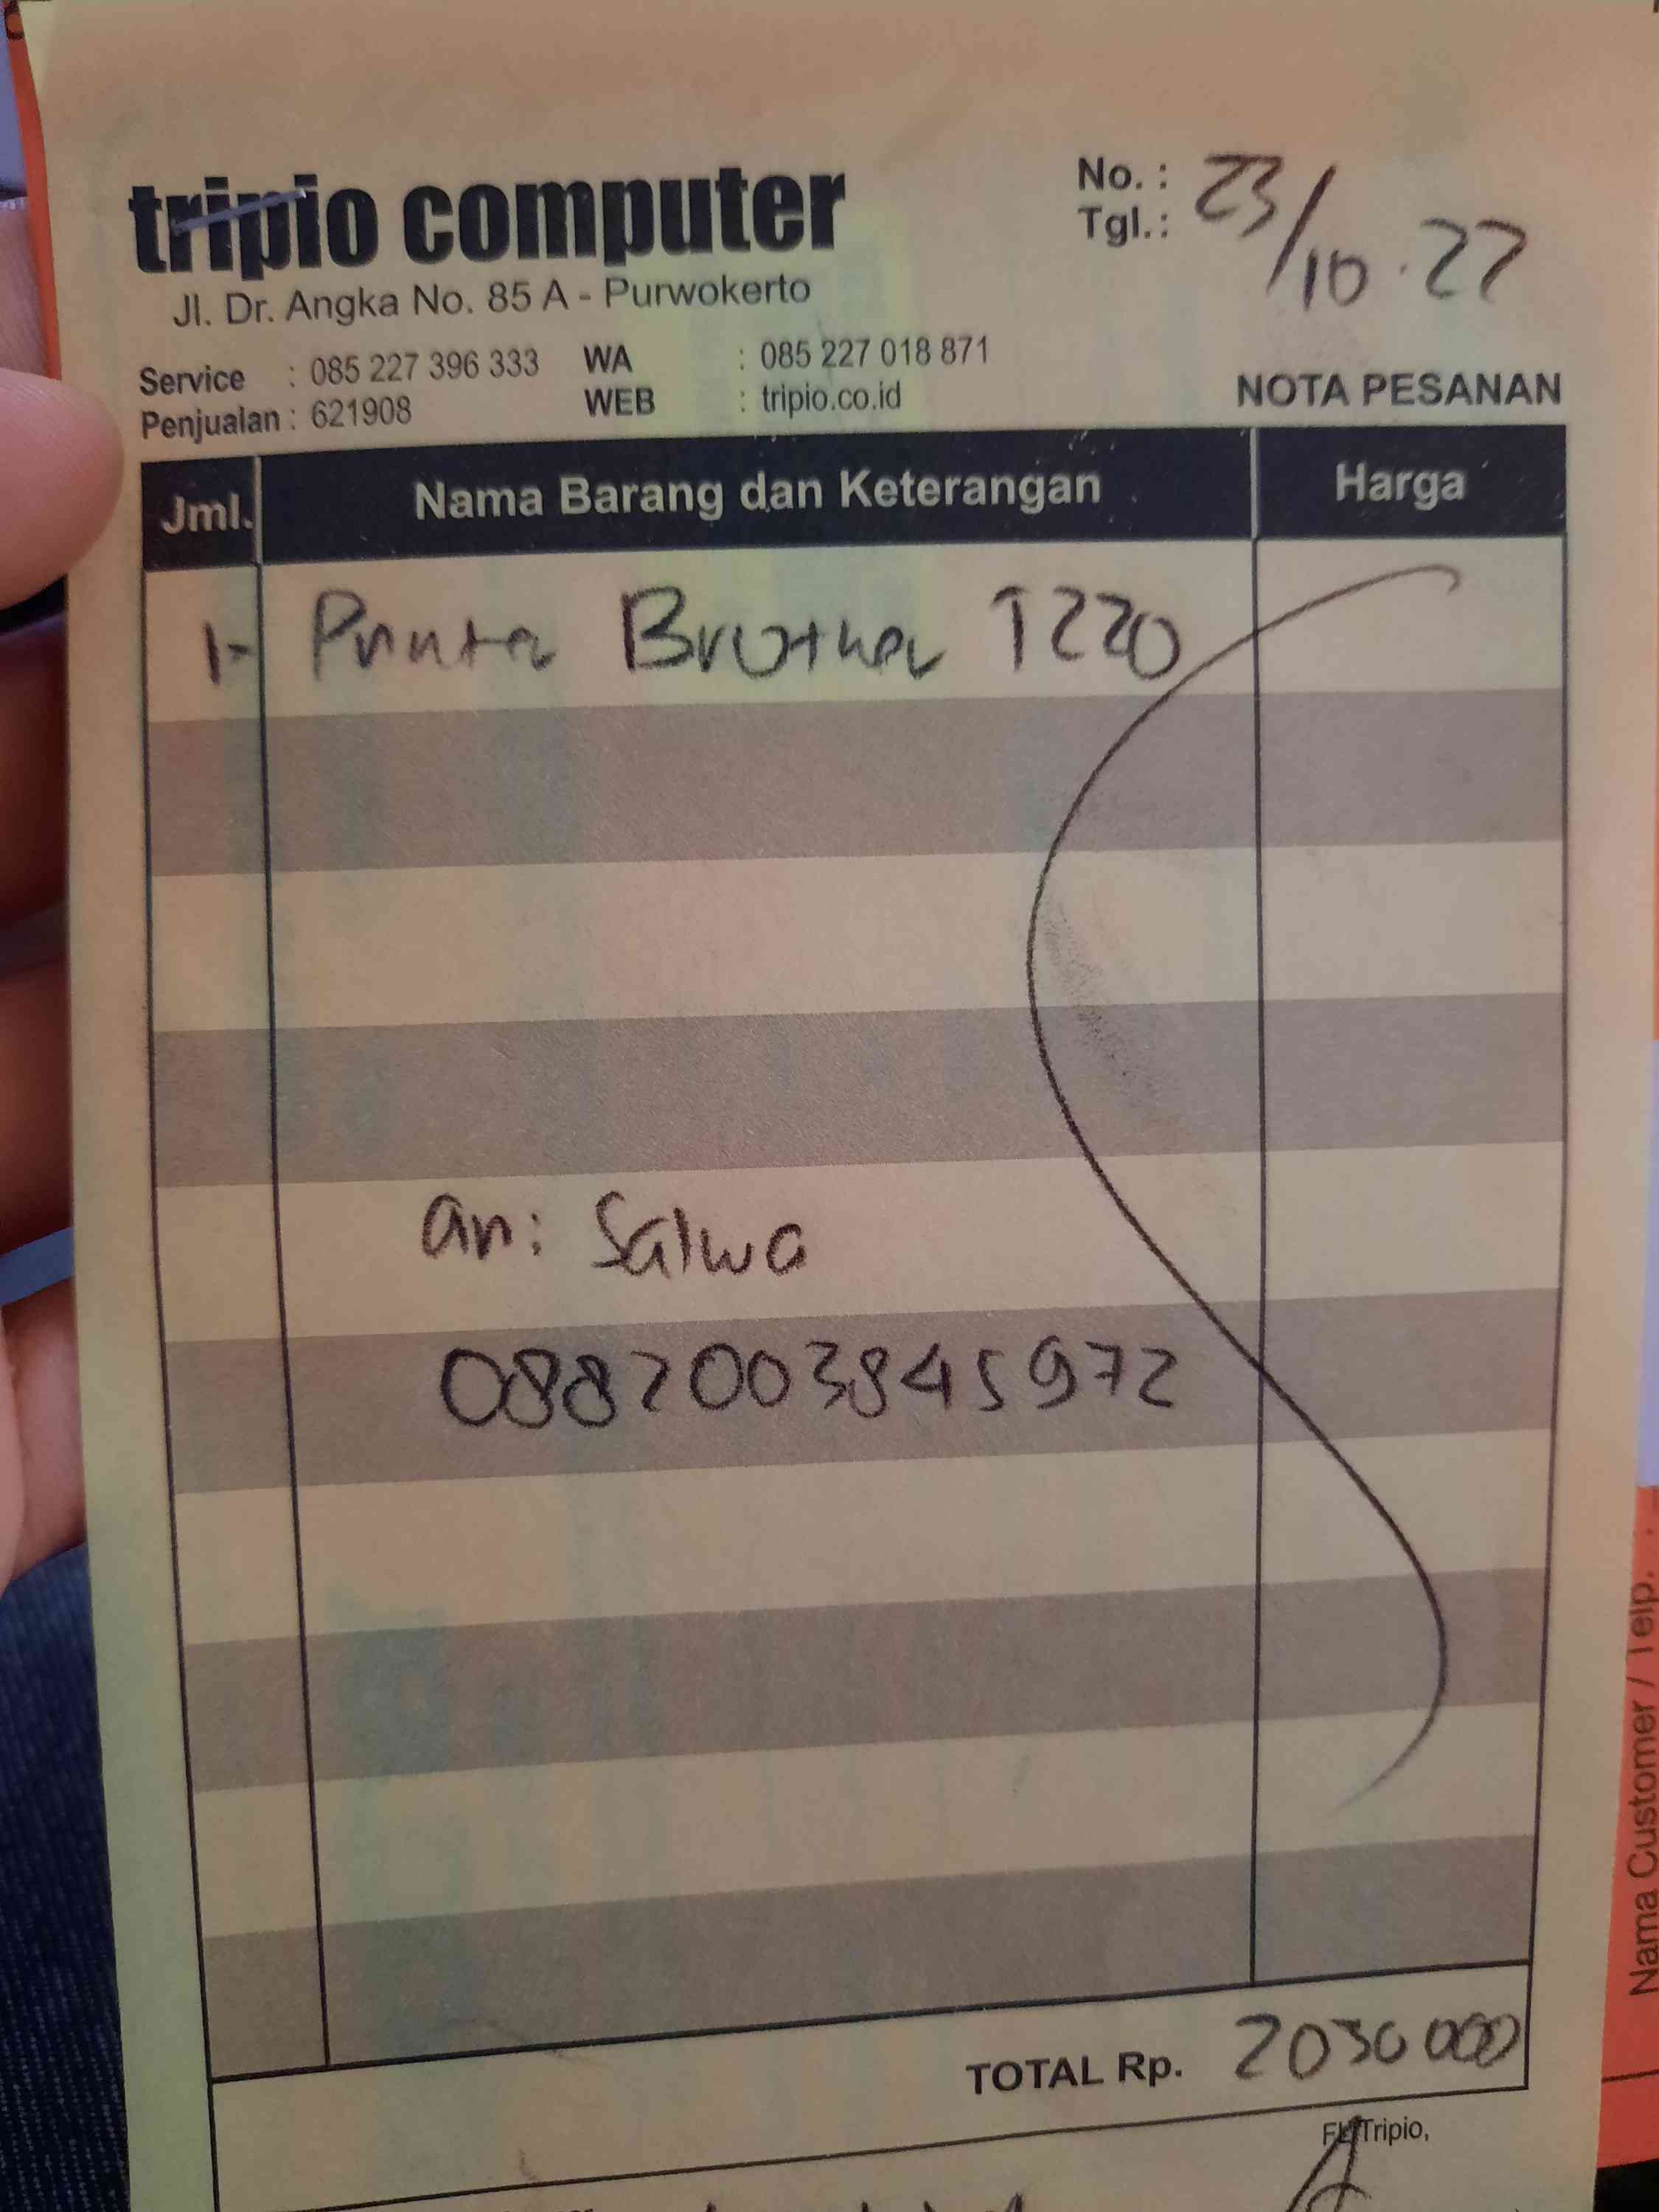 tripio computer
Jl. Dr. Angka No. 85 A - Purwokerto
Service : 085 227 396 333 WA : 085 227 018 871
Penjualan : 621908 WEB : tripio.co.id
No. :
Tgl. : 23/10.22
NOTA PESANAN
Jml. Nama Barang dan Keterangan Harga
1- Printer Brother T220
an: Salwa
0882003845972
TOTAL Rp. 2030000
Tripio,
Nama Customer / Telp. :